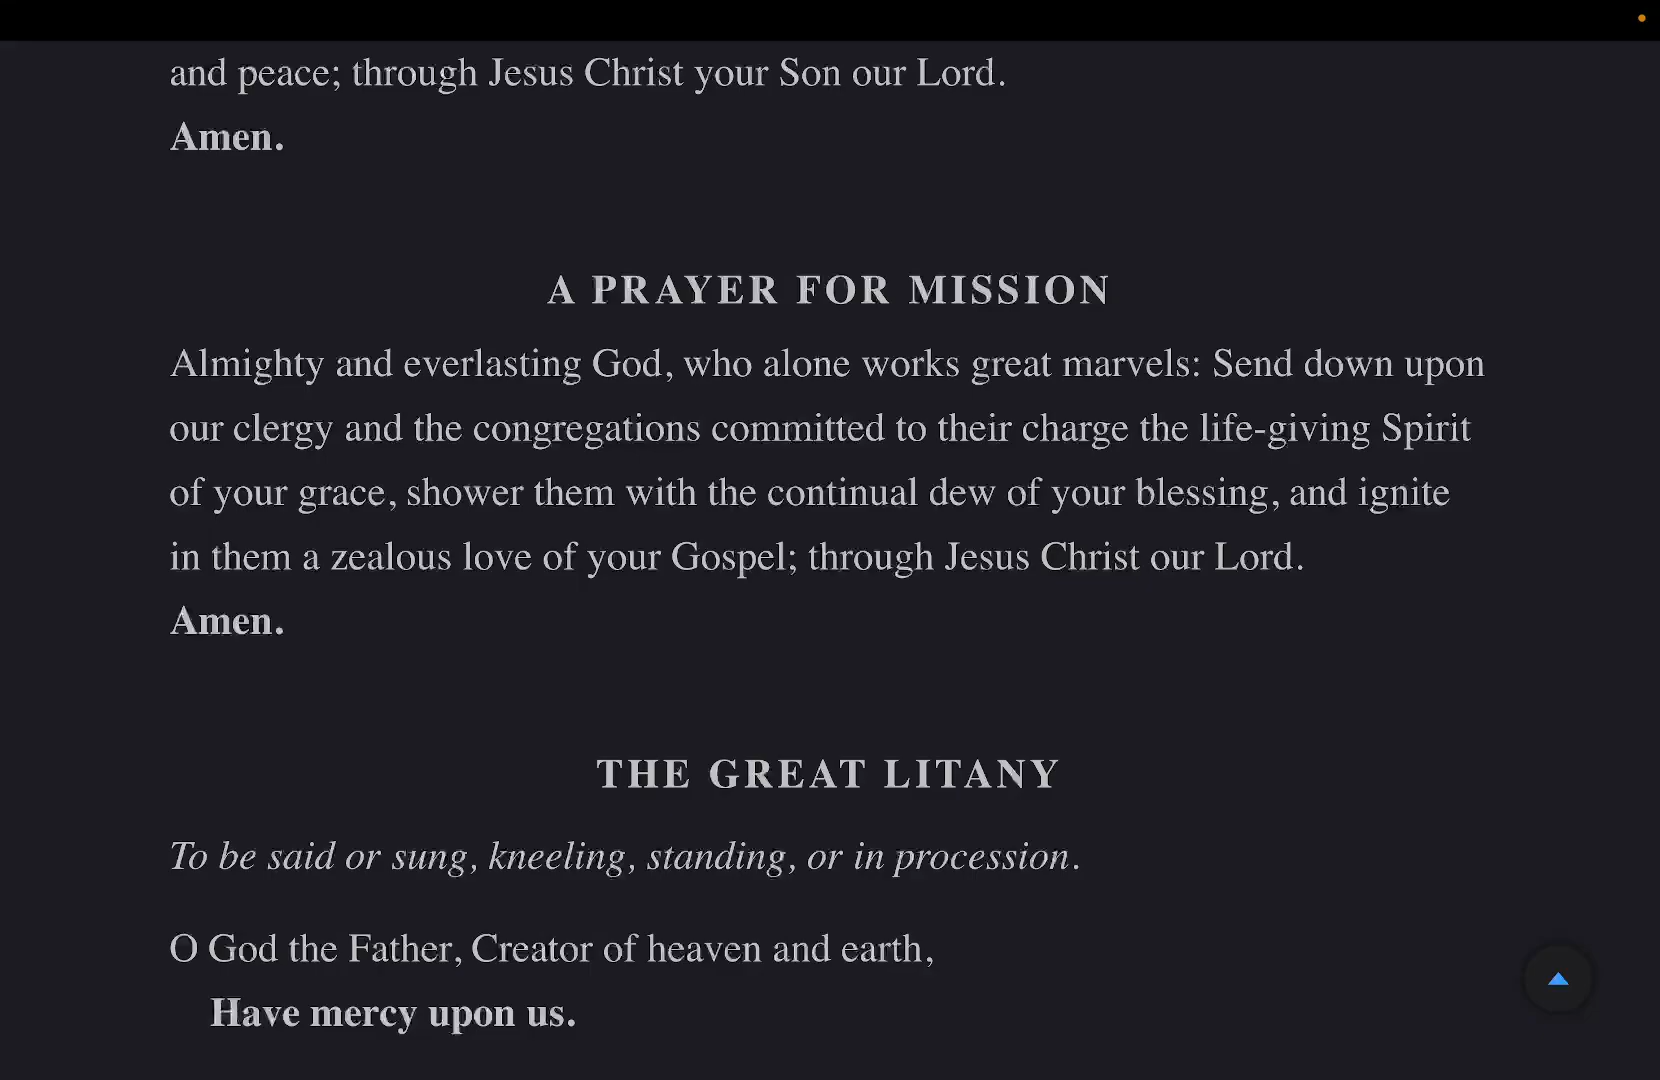 and peace; through Jesus Christ your Son our Lord.
Amen.
A PRAYER FOR MISSION
Almighty and everlasting God, who alone works great marvels: Send down upon
our clergy and the congregations committed to their charge the life-giving Spirit
of your grace, shower them with the continual dew of your blessing, and ignite
in them a zealous love of your Gospel; through Jesus Christ our Lord.
Amen.
THE GREAT LITANY
To be said or sung, kneeling, standing, or in procession.
O God the Father, Creator of heaven and earth,
Have mercy upon us.